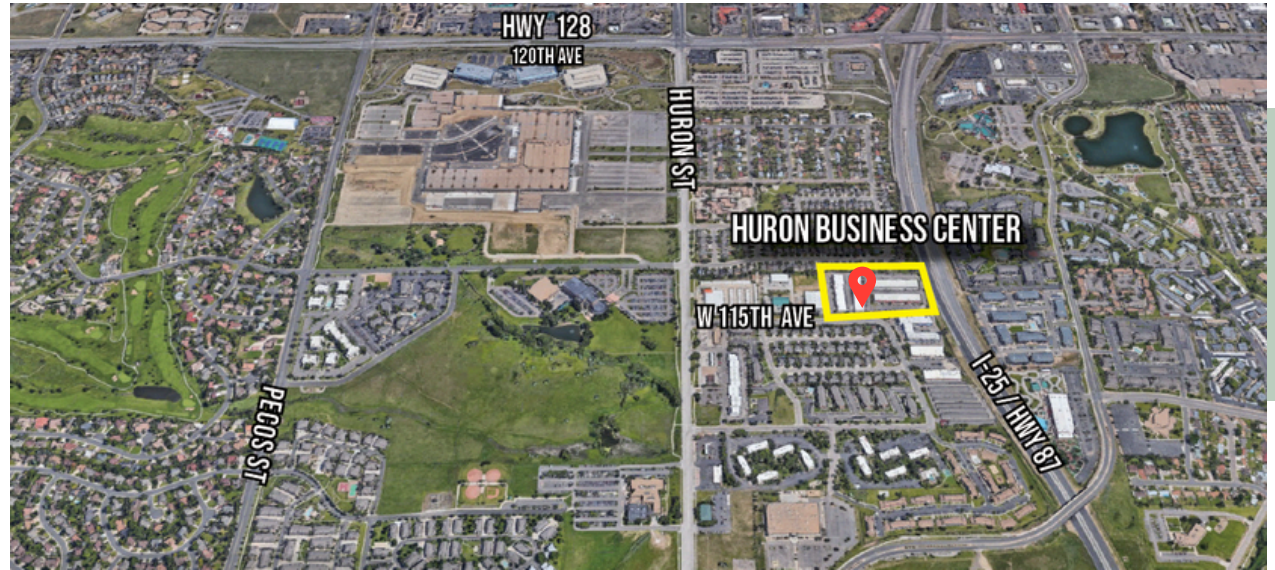 HWY 128
120TH AVE
HURON ST
HURON BUSINESS CENTER
W 115TH AVE
I-25 / HWY 87
PECOS ST